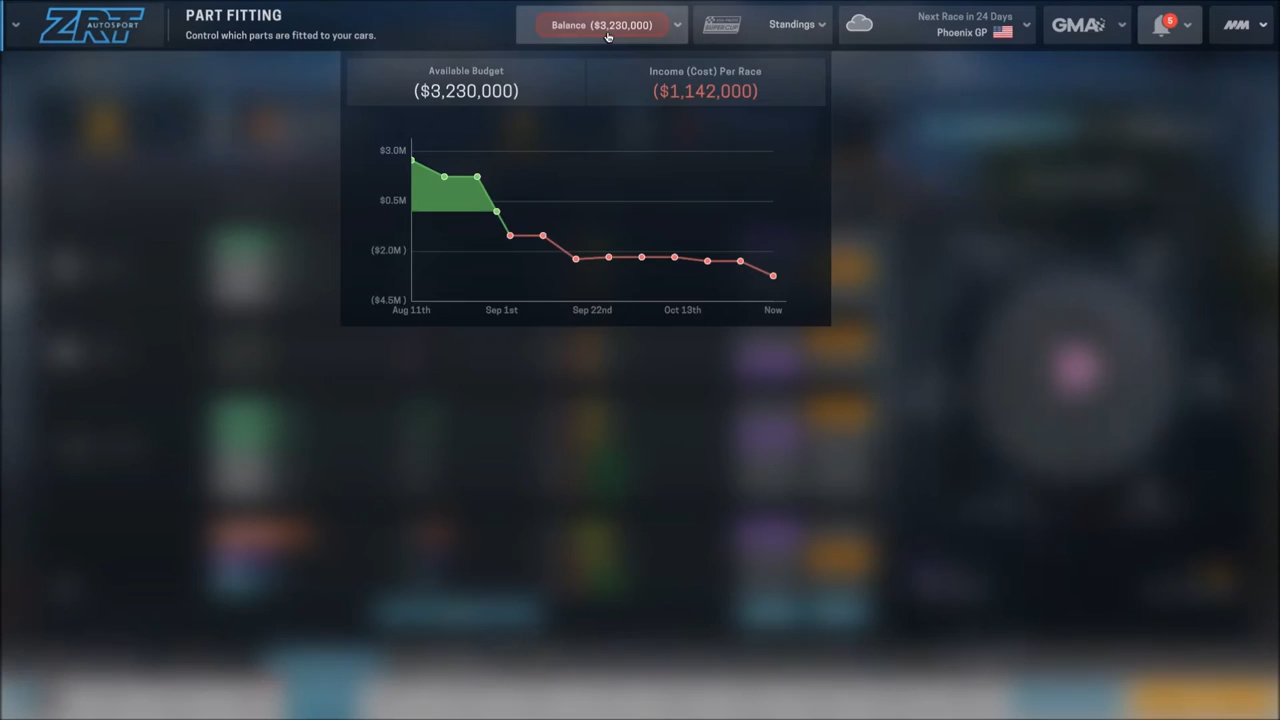 ZRT
AUTOSPORT
PART FITTING
Control which parts are fitted to your cars.
Balance ($3,230,000)
Standings
Next Race in 24 Days
Phoenix GP
GMA
5
Available Budget
($3,230,000)
Income (Cost) Per Race
($1,142,000)
$3.0M
$0.5M
($2.0M )
($4.5M )
Aug 11th
Sep 1st
Sep 22nd
Oct 13th
Now